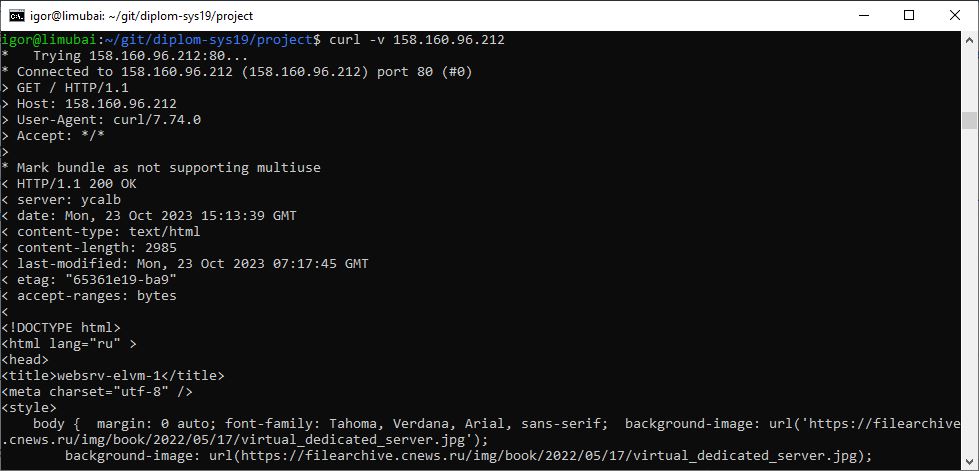 igor@limubai: ~/git/diplom-sys19/project
igor@limubai:~/git/diplom-sys19/project$ curl -v 158.160.96.212
*   Trying 158.160.96.212:80...
* Connected to 158.160.96.212 (158.160.96.212) port 80 (#0)
> GET / HTTP/1.1
> Host: 158.160.96.212
> User-Agent: curl/7.74.0
> Accept: */*
>
* Mark bundle as not supporting multiuse
< HTTP/1.1 200 OK
< server: ycalb
< date: Mon, 23 Oct 2023 15:13:39 GMT
< content-type: text/html
< content-length: 2985
< last-modified: Mon, 23 Oct 2023 07:17:45 GMT
< etag: "65361e19-ba9"
< accept-ranges: bytes
<
<!DOCTYPE html>
<html lang="ru" >
<head>
<title>websrv-elvm-1</title>
<meta charset="utf-8" />
<style>
    body {  margin: 0 auto; font-family: Tahoma, Verdana, Arial, sans-serif;  background-image: url('https://filearchive
.cnews.ru/img/book/2022/05/17/virtual_dedicated_server.jpg');
        background-image: url(https://filearchive.cnews.ru/img/book/2022/05/17/virtual_dedicated_server.jpg);